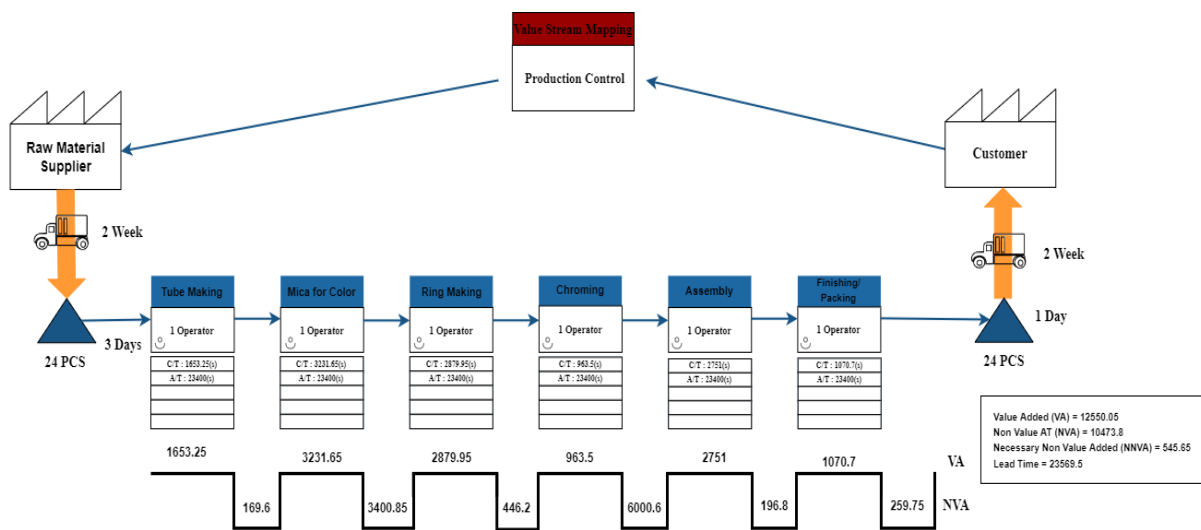 Value Stream Mapping
Production Control
Raw Material
Supplier
Customer
2 Week
2 Week
3 Days
24 PCS
1 Day
24 PCS
Tube Making
1 Operator
C/T : 1653.25(s)
A/T : 23400(s)
Mica for Color
1 Operator
C/T : 3231.65(s)
A/T : 23400(s)
Ring Making
1 Operator
C/T : 2879.95(s)
A/T : 23400(s)
Chroming
1 Operator
C/T : 963.5(s)
A/T : 23400(s)
Assembly
1 Operator
C/T : 2751(s)
A/T : 23400(s)
Finishing/
Packing
1 Operator
C/T : 1070.7(s)
A/T : 23400(s)
1653.25
3231.65
2879.95
963.5
2751
1070.7
VA
169.6
3400.85
446.2
6000.6
196.8
259.75
NVA
Value Added (VA) = 12550.05
Non Value AT (NVA) = 10473.8
Necessary Non Value Added (NNVA) = 545.65
Lead Time = 23569.5